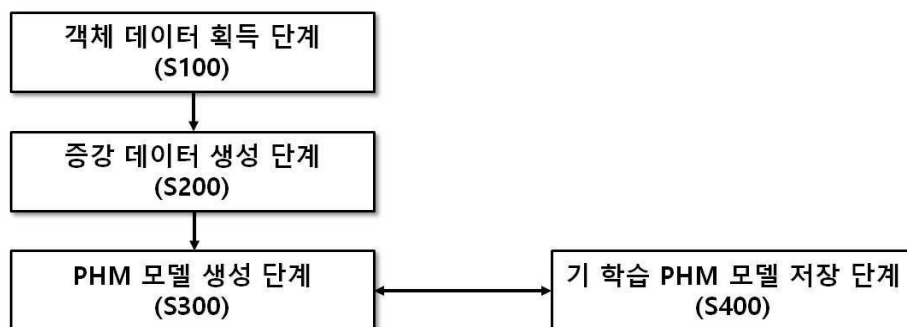 객체 데이터 획득 단계
(S100)
증강 데이터 생성 단계
(S200)
PHM 모델 생성 단계
(S300)
기 학습 PHM 모델 저장 단계
(S400)